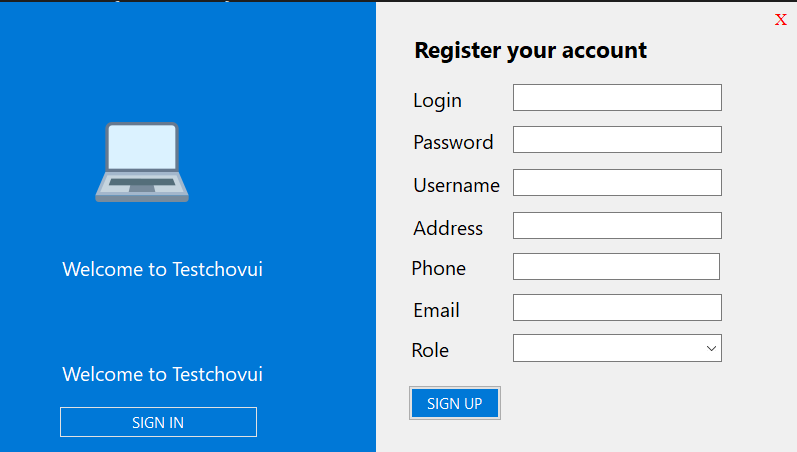 X
Register your account
Login
Password
Username
Address
Phone
Email
Role
SIGN UP
Welcome to Testchovui
Welcome to Testchovui
SIGN IN